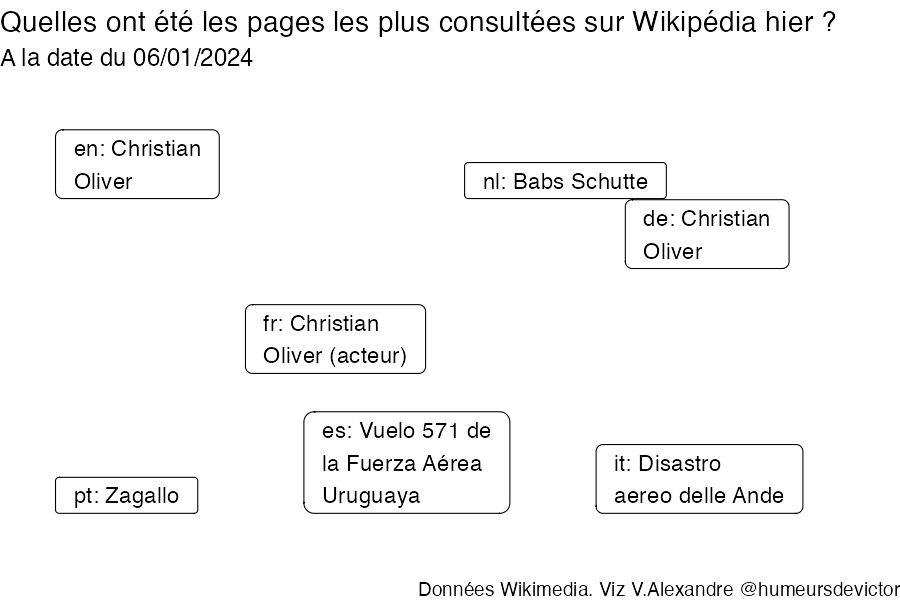 Quelles ont été les pages les plus consultées sur Wikipédia hier ?
A la date du 06/01/2024
en: Christian
Oliver
nl: Babs Schutte
de: Christian
Oliver
fr: Christian
Oliver (acteur)
es: Vuelo 571 de
la Fuerza Aérea
Uruguaya
it: Disastro
aereo delle Ande
pt: Zagallo
Données Wikimedia. Viz V.Alexandre @humeursdevictor